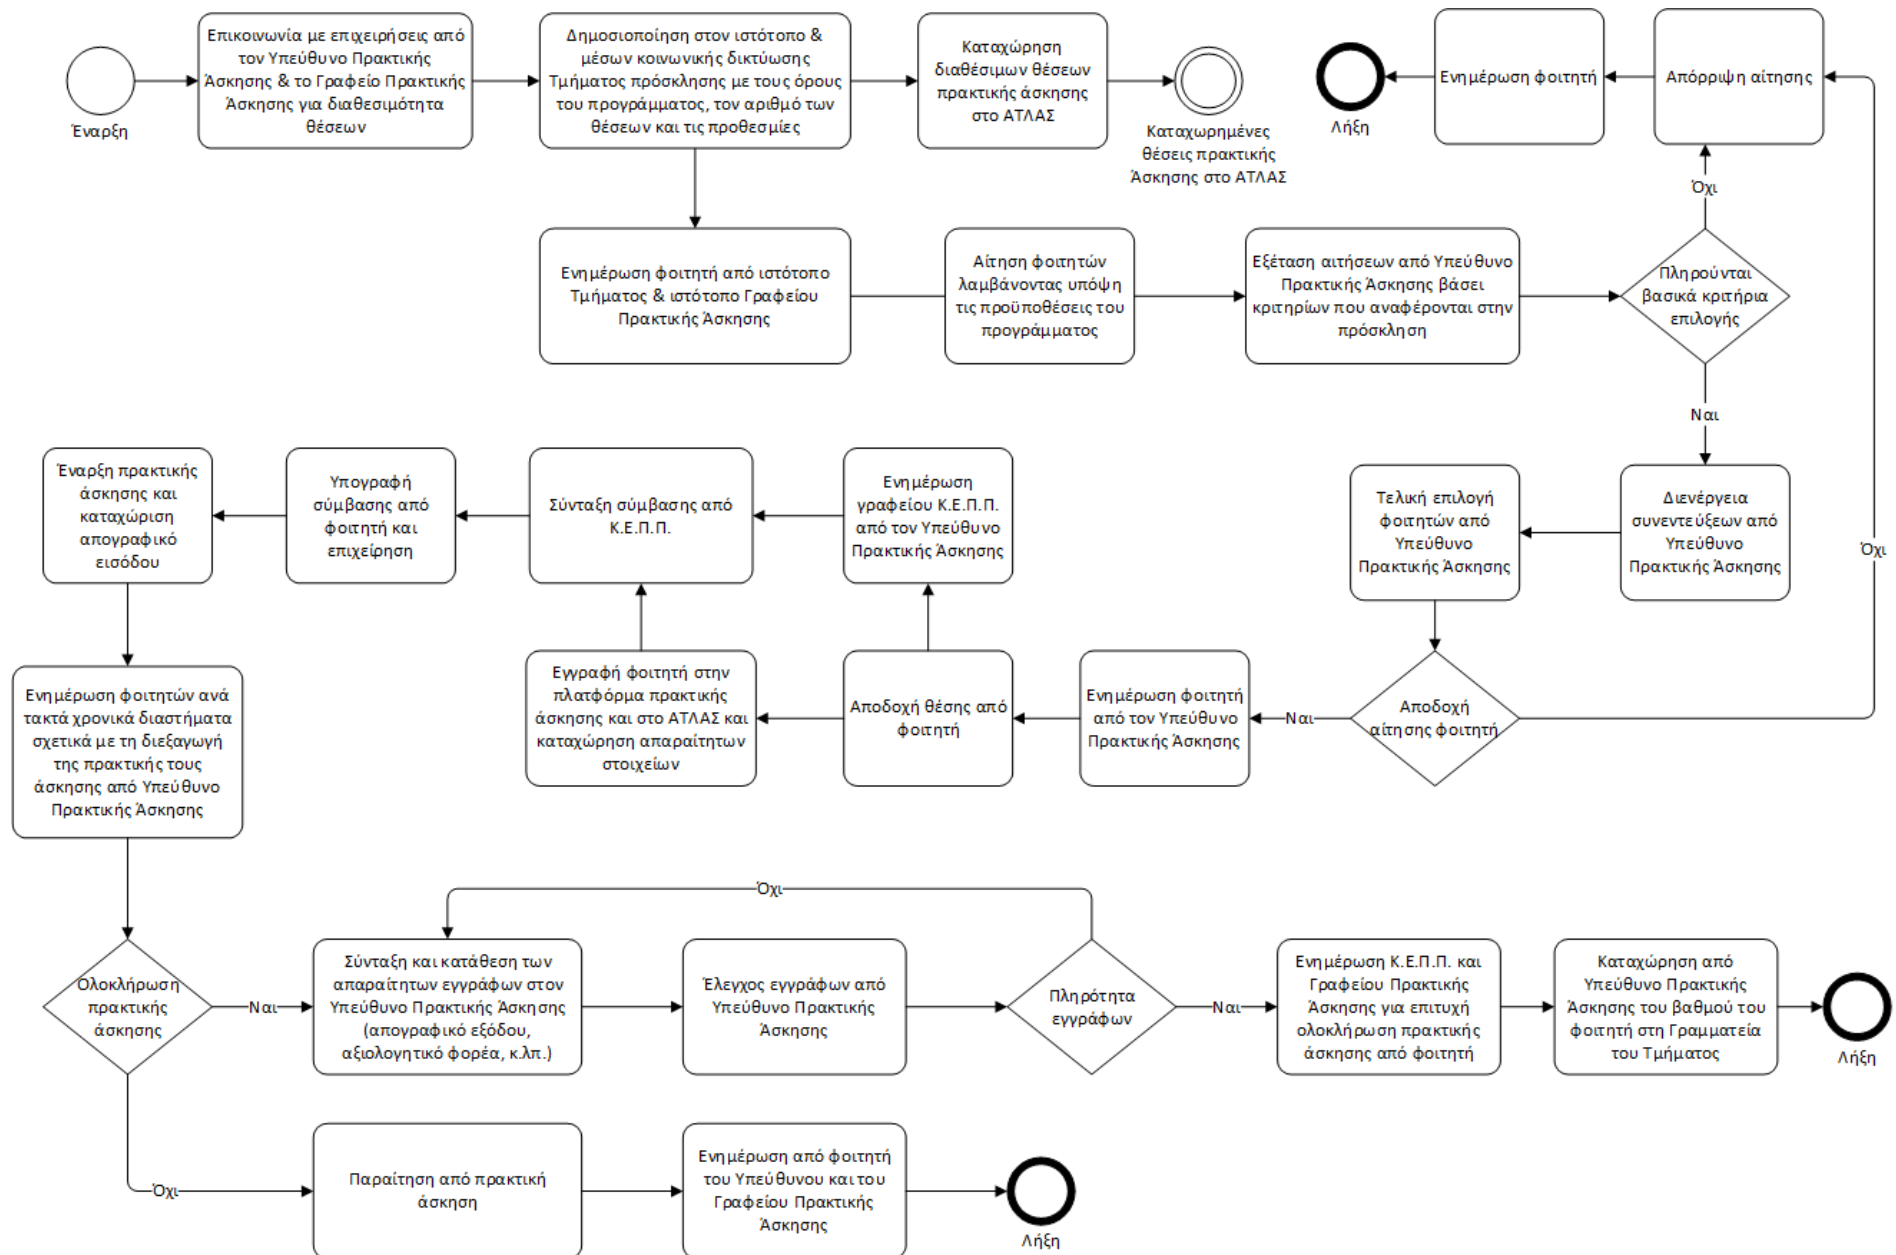 Έναρξη
Επικοινωνία με επιχειρήσεις από
τον Υπεύθυνο Πρακτικής
Άσκησης & το Γραφείο Πρακτικής
Άσκησης για διαθεσιμότητα
θέσεων
Δημοσιοποίηση στον ιστότοπο &
μέσων κοινωνικής δικτύωσης
Τμήματος πρόσκλησης με τους όρους
του προγράμματος, τον αριθμό των
θέσεων και τις προθεσμίες
Καταχώρηση
διαθέσιμων θέσεων
πρακτικής άσκησης
στο ΑΤΛΑΣ
Καταχωρημένες
θέσεις πρακτικής
Άσκησης στο ΑΤΛΑΣ
Λήξη
Ενημέρωση φοιτητή
Απόρριψη αίτησης
Όχι
Ενημέρωση φοιτητή από ιστότοπο
Τμήματος & ιστότοπο Γραφείου
Πρακτικής Άσκησης
Αίτηση φοιτητών
λαμβάνοντας υπόψη
τις προϋποθέσεις του
προγράμματος
Εξέταση αιτήσεων από Υπεύθυνο
Πρακτικής Άσκησης βάσει
κριτηρίων που αναφέρονται στην
πρόσκληση
Πληρούνται
βασικά κριτήρια
επιλογής
Ναι
Έναρξη πρακτικής
άσκησης και
καταχώριση
απογραφικό
εισόδου
Υπογραφή
σύμβασης από
φοιτητή και
επιχείρηση
Σύνταξη σύμβασης από
Κ.Ε.Π.Π.
Ενημέρωση
γραφείου Κ.Ε.Π.Π.
από τον Υπεύθυνο
Πρακτικής Άσκησης
Τελική επιλογή
φοιτητών από
Υπεύθυνο
Πρακτικής Άσκησης
Διενέργεια
συνεντεύξεων από
Υπεύθυνο
Πρακτικής Άσκησης
Όχι
Ενημέρωση φοιτητών ανά
τακτά χρονικά διαστήματα
σχετικά με τη διεξαγωγή
της πρακτικής τους
άσκησης από Υπεύθυνο
Πρακτικής Άσκησης
Εγγραφή φοιτητή στην
πλατφόρμα πρακτικής
άσκησης και στο ΑΤΛΑΣ και
καταχώρηση απαραίτητων
στοιχείων
Αποδοχή θέσης από
φοιτητή
Ενημέρωση φοιτητή
από τον Υπεύθυνο
Πρακτικής Άσκησης
Ναι
Αποδοχή
αίτησης φοιτητή
Όχι
Ολοκλήρωση
πρακτικής
άσκησης
Ναι
Σύνταξη και κατάθεση των
απαραίτητων εγγράφων στον
Υπεύθυνο Πρακτικής Άσκησης
(απογραφικό εξόδου,
αξιολογητικό φορέα, κ.λπ.)
Έλεγχος εγγράφων από
Υπεύθυνο Πρακτικής
Άσκησης
Πληρότητα
εγγράφων
Ναι
Ενημέρωση Κ.Ε.Π.Π. και
Γραφείου Πρακτικής
Άσκησης για επιτυχή
ολοκλήρωση πρακτικής
άσκησης από φοιτητή
Καταχώρηση από
Υπεύθυνο Πρακτικής
Άσκησης του βαθμού του
φοιτητή στη Γραμματεία
του Τμήματος
Λήξη
Όχι
Παραίτηση από πρακτική
άσκηση
Ενημέρωση από φοιτητή
του Υπεύθυνου και του
Γραφείου Πρακτικής
Άσκησης
Λήξη